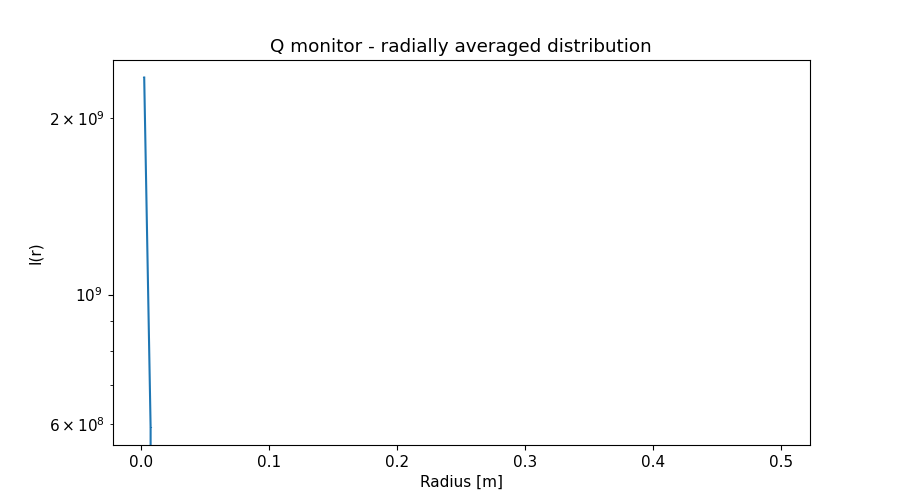 Q monitor - radially averaged distribution
2 × 10⁹
10⁹
6 × 10⁸
I(r)
0.0 0.1 0.2 0.3 0.4 0.5
Radius [m]